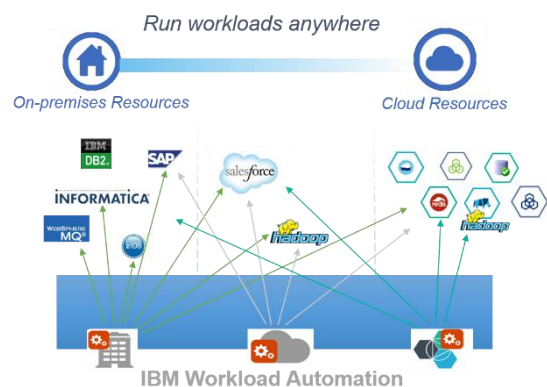 Run workloads anywhere
On-premises Resources
Cloud Resources
IBM
DB2.
SAP
salesforce
INFORMATICA
WEBSPHERE
MQ®
z/OS
hadoop
redis
hadoop
IBM Workload Automation